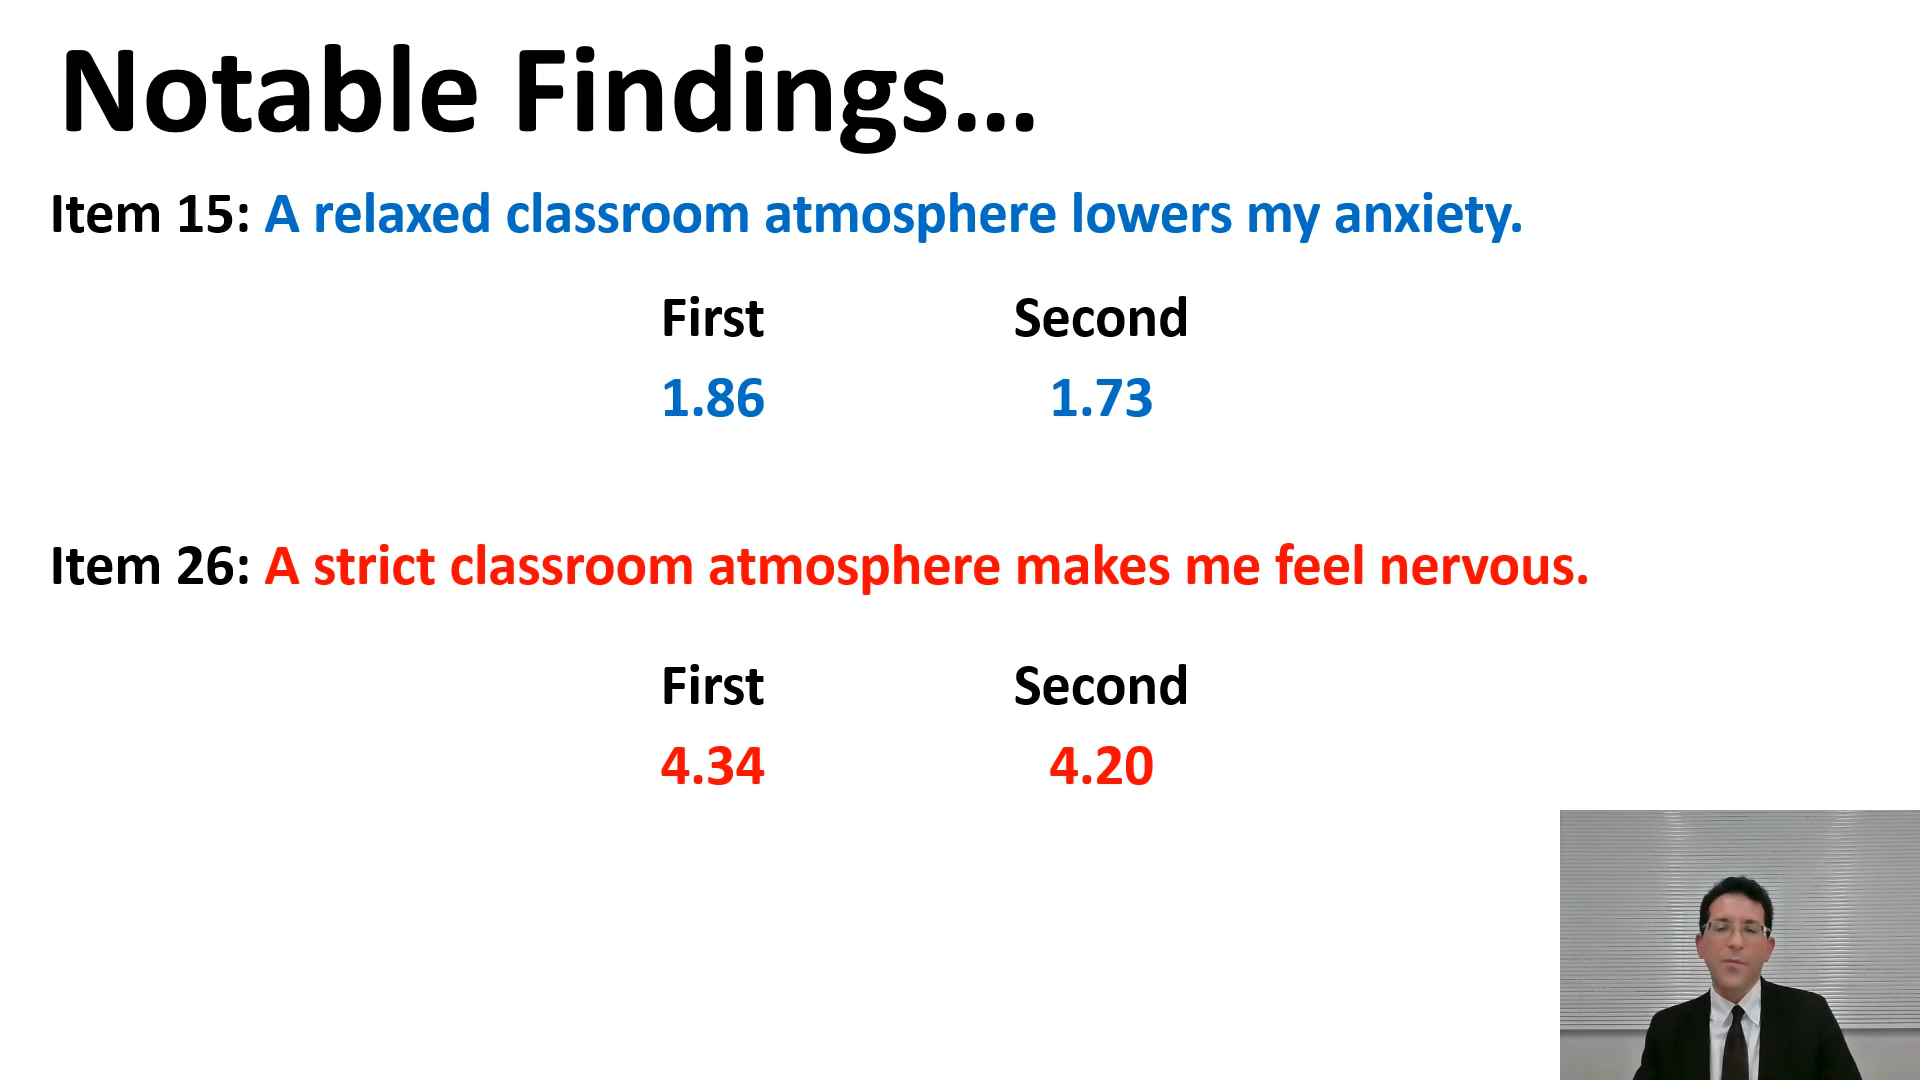 Notable Findings...
Item 15: A relaxed classroom atmosphere lowers my anxiety.
First Second
1.86 1.73
Item 26: A strict classroom atmosphere makes me feel nervous.
First Second
4.34 4.20